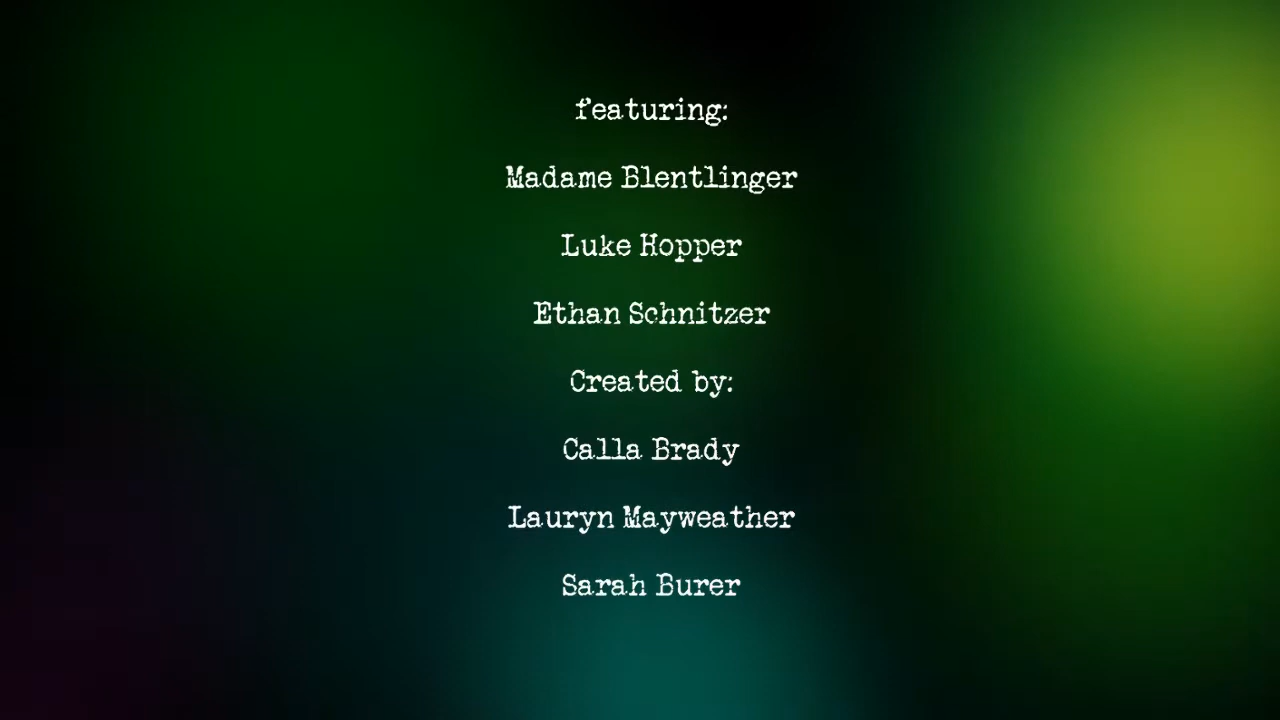 featuring:
Madame Blentlinger
Luke Hopper
Ethan Schnitzer
Created by:
Calla Brady
Lauryn Mayweather
Sarah Burer